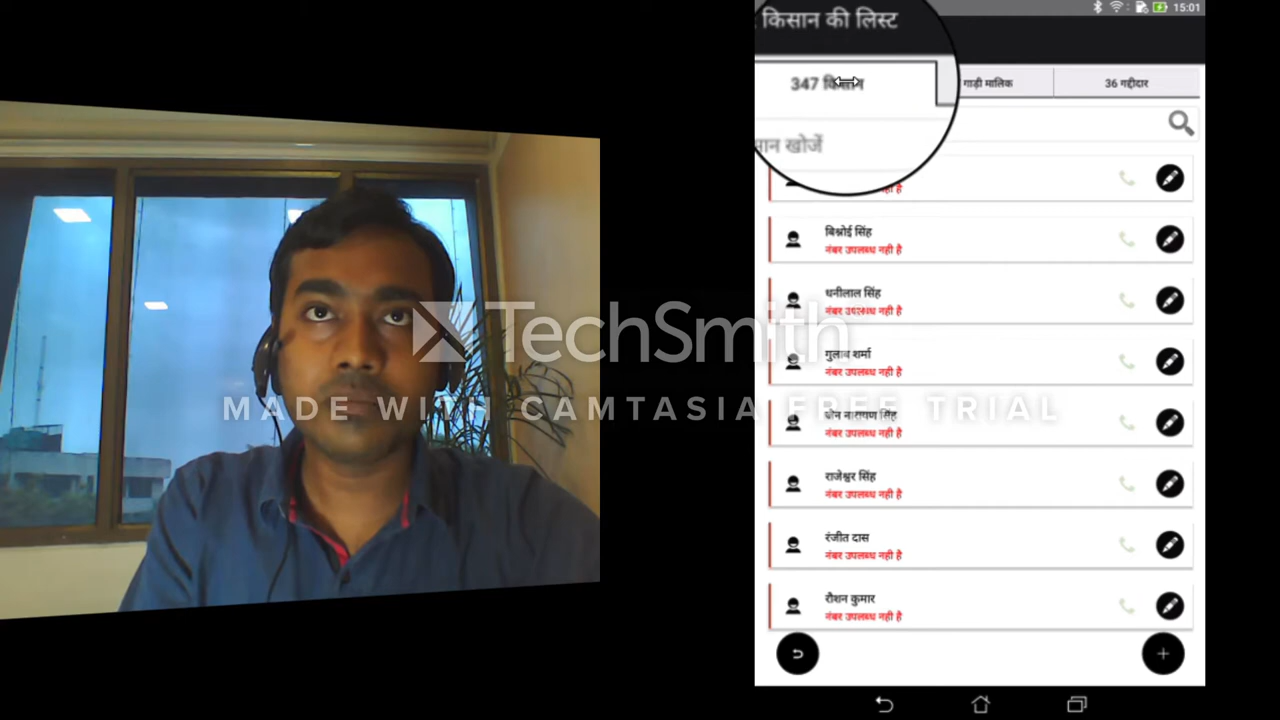 किसान की लिस्ट
15:01
347 किसान
गाड़ी मालिक
36 गद्दीदार
खोजें
बिश्नोई सिंह
नंबर उपलब्ध नही है
धनीलाल सिंह
नंबर उपलब्ध नही है
गुलाब शर्मा
नंबर उपलब्ध नही है
नारायण सिंह
नंबर उपलब्ध नही है
राजेश्वर सिंह
नंबर उपलब्ध नही है
रंजीत दास
नंबर उपलब्ध नही है
रौशन कुमार
नंबर उपलब्ध नही है
TechSmith
MADE WITH CAMTASIA FREE TRIAL